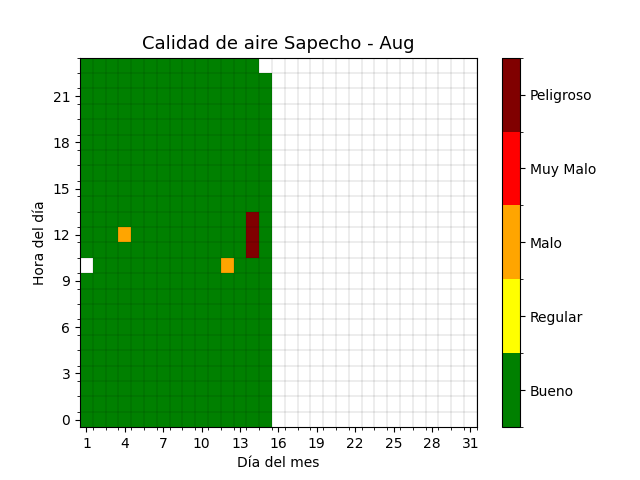 Calidad de aire Sapecho - Aug
Hora del día
21
18
15
12
9
6
3
0
1 4 7 10 13 16 19 22 25 28 31
Día del mes
Peligroso
Muy Malo
Malo
Regular
Bueno